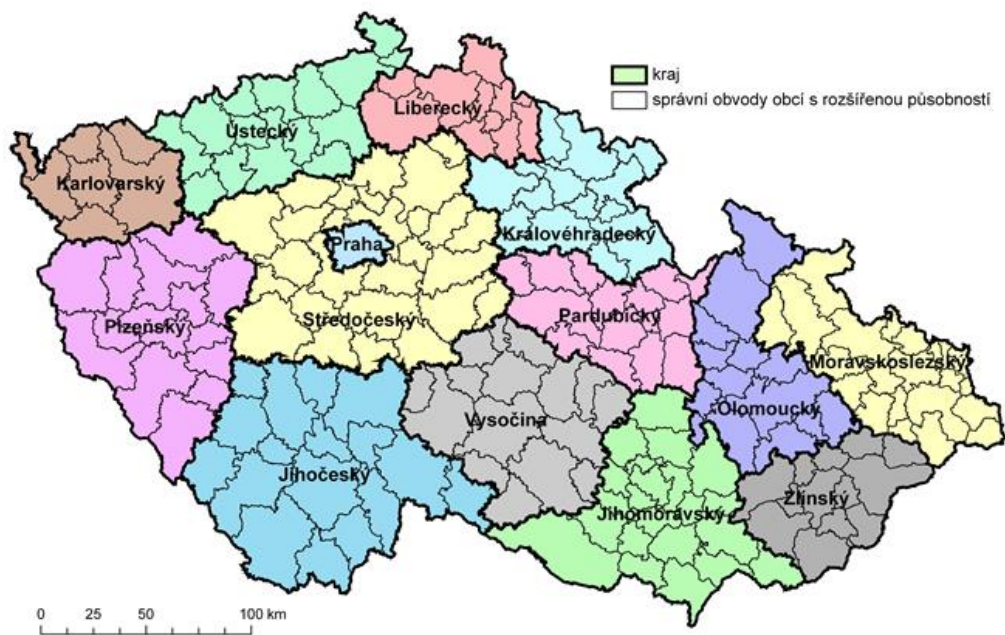 kraj
správní obvody obcí s rozšířenou působností
Liberecký
Ústecký
Karlovarský
Královéhradecký
Praha
Plzeňský
Středočeský
Pardubický
Moravskoslezský
Olomoucký
Vysočina
Jihočeský
Zlínský
Jihomoravský
0 25 50 100 km